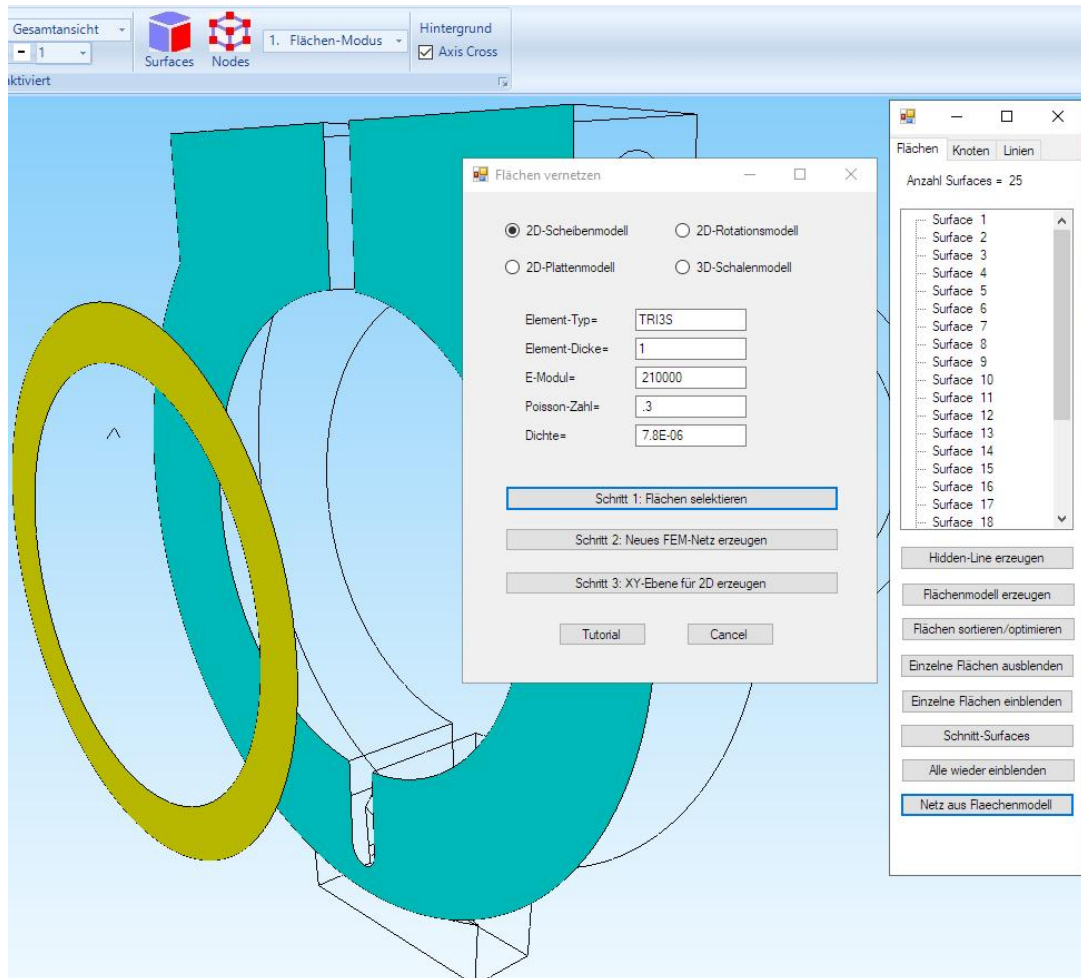 Gesamtansicht
1
Surfaces
Nodes
1. Flächen-Modus
Hintergrund
Axis Cross
aktiviert
Flächen vernetzen
2D-Scheibenmodell
2D-Rotationsmodell
2D-Plattenmodell
3D-Schalenmodell
Element-Typ= TRI3S
Element-Dicke= 1
E-Modul= 210000
Poisson-Zahl= .3
Dichte= 7.8E-06
Schritt 1: Flächen selektieren
Schritt 2: Neues FEM-Netz erzeugen
Schritt 3: XY-Ebene für 2D erzeugen
Tutorial
Cancel
Flächen Knoten Linien
Anzahl Surfaces = 25
Surface 1
Surface 2
Surface 3
Surface 4
Surface 5
Surface 6
Surface 7
Surface 8
Surface 9
Surface 10
Surface 11
Surface 12
Surface 13
Surface 14
Surface 15
Surface 16
Surface 17
Surface 18
Hidden-Line erzeugen
Flächenmodell erzeugen
Flächen sortieren/optimieren
Einzelne Flächen ausblenden
Einzelne Flächen einblenden
Schnitt-Surfaces
Alle wieder einblenden
Netz aus Flaechenmodell